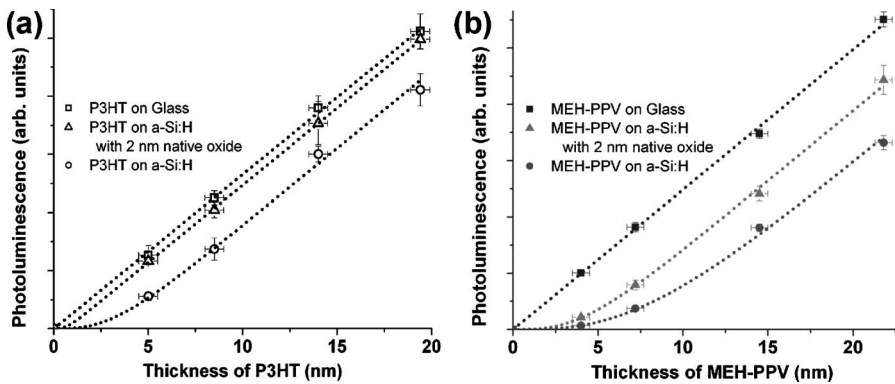 (a)
Photoluminescence (arb. units)
P3HT on Glass
P3HT on a-Si:H
with 2 nm native oxide
P3HT on a-Si:H
0 5 10 15 20
Thickness of P3HT (nm)
(b)
Photoluminescence (arb. units)
MEH-PPV on Glass
MEH-PPV on a-Si:H
with 2 nm native oxide
MEH-PPV on a-Si:H
0 5 10 15 20
Thickness of MEH-PPV (nm)